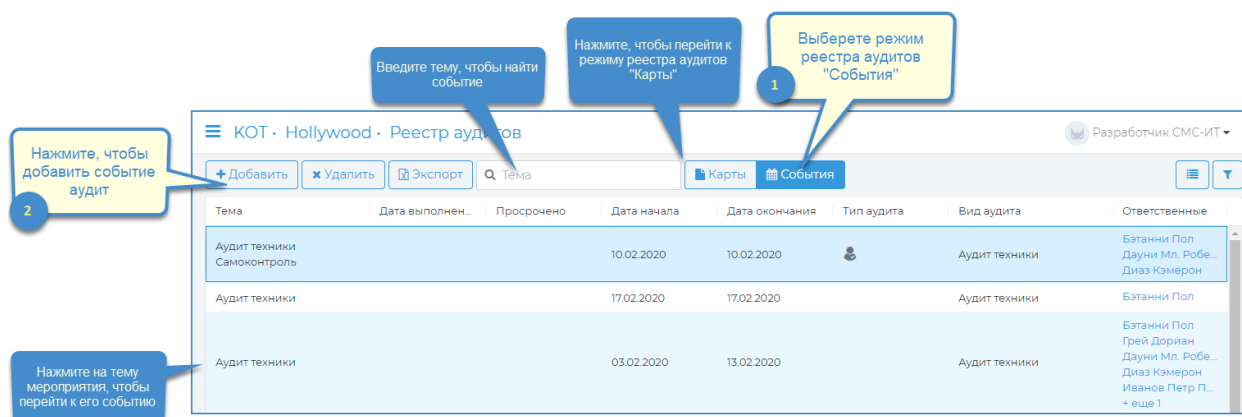 Нажмите, чтобы перейти к
режиму реестра аудитов
"Карты"
Выберете режим
реестра аудитов
"События"
1
Введите тему, чтобы найти
событие
КОТ · Hollywood · Реестр аудитов
Разработчик СМС-ИТ
Нажмите, чтобы
добавить событие
аудит
2
Добавить Удалить Экспорт Тема Карты События
Тема Дата выполнен... Просрочено Дата начала Дата окончания Тип аудита Вид аудита Ответственные
Аудит техники
Самоконтроль
10.02.2020 10.02.2020 Аудит техники
Бэтанни Пол
Дауни Мл. Робе...
Диаз Кэмерон
Аудит техники 17.02.2020 17.02.2020 Аудит техники Бэтанни Пол
Аудит техники 03.02.2020 13.02.2020 Аудит техники
Бэтанни Пол
Грей Дориан
Дауни Мл. Робе...
Диаз Кэмерон
Иванов Петр П...
+ еще 1
Нажмите на тему
мероприятия, чтобы
перейти к его событию